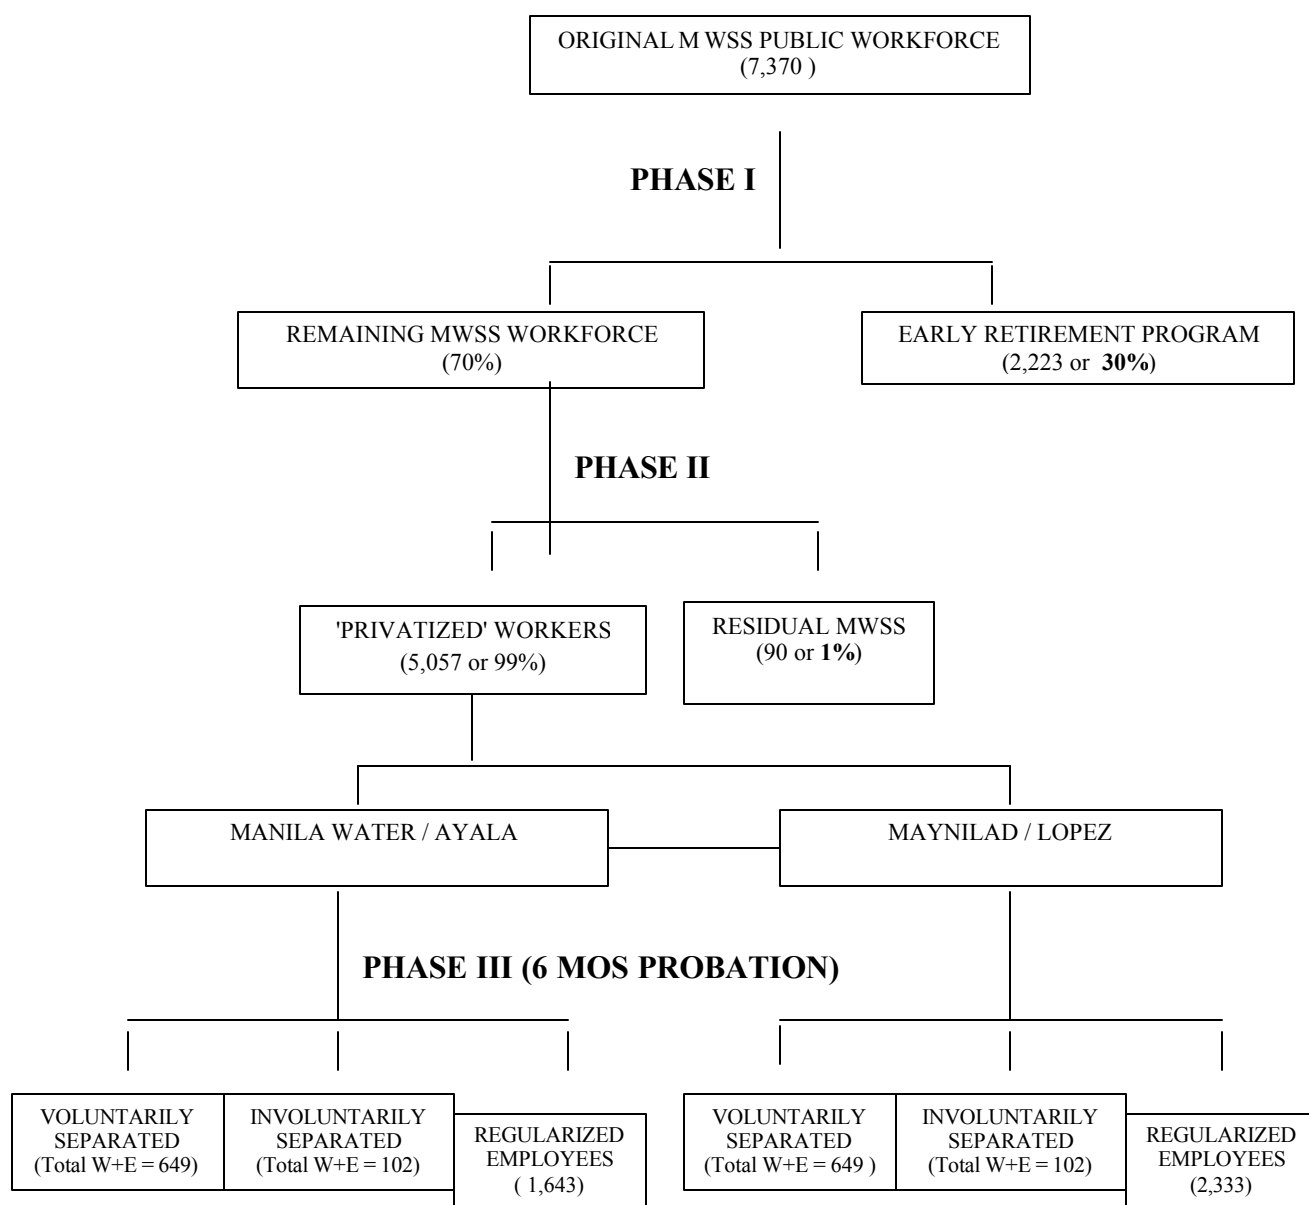 ORIGINAL M WSS PUBLIC WORKFORCE
(7,370 )
PHASE I
REMAINING MWSS WORKFORCE
(70%)
EARLY RETIREMENT PROGRAM
(2,223 or 30%)
PHASE II
'PRIVATIZED' WORKERS
(5,057 or 99%)
RESIDUAL MWSS
(90 or 1%)
MANILA WATER / AYALA
MAYNILAD / LOPEZ
PHASE III (6 MOS PROBATION)
VOLUNTARILY
SEPARATED
(Total W+E = 649)
INVOLUNTARILY
SEPARATED
(Total W+E = 102)
REGULARIZED
EMPLOYEES
( 1,643)
VOLUNTARILY
SEPARATED
(Total W+E = 649 )
INVOLUNTARILY
SEPARATED
(Total W+E = 102)
REGULARIZED
EMPLOYEES
(2,333)